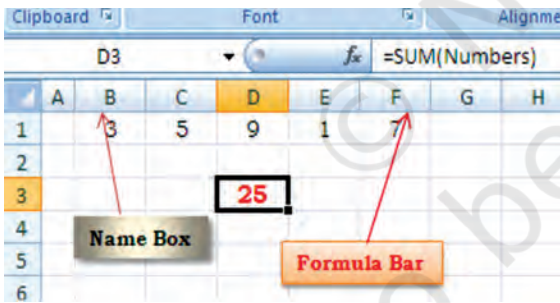 Clipboard Font Alignme
D3 fx =SUM(Numbers)
A B C D E F G H
1 3 5 9 1 7
2
3 25
4
Name Box
5 Formula Bar
6